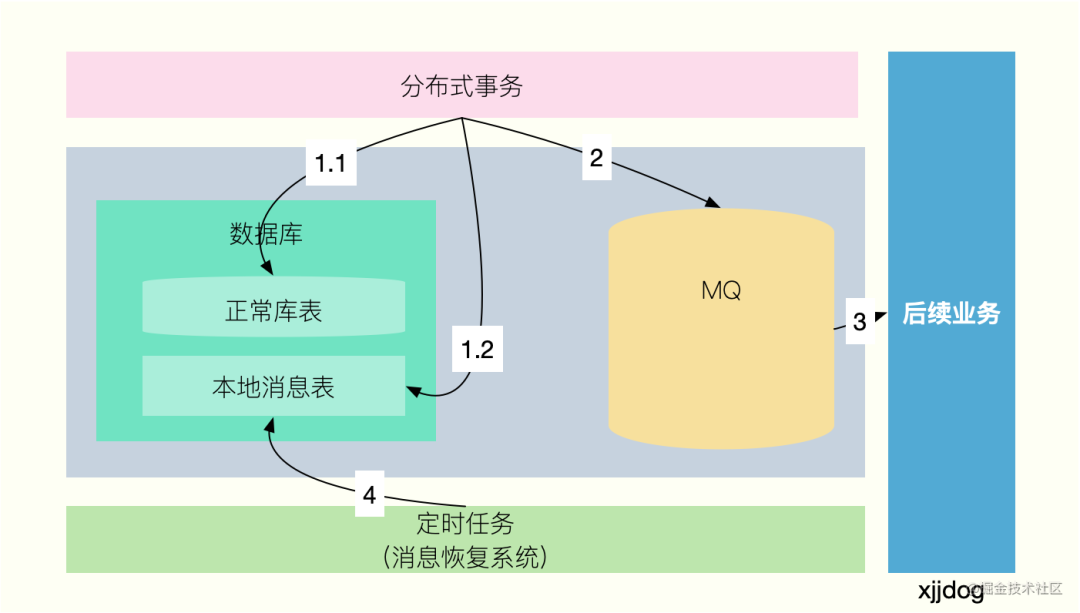 分布式事务
1.1
2
数据库
MQ
正常库表
3
后续业务
1.2
本地消息表
4
定时任务
（消息恢复系统）
xjjdog
@掘金技术社区